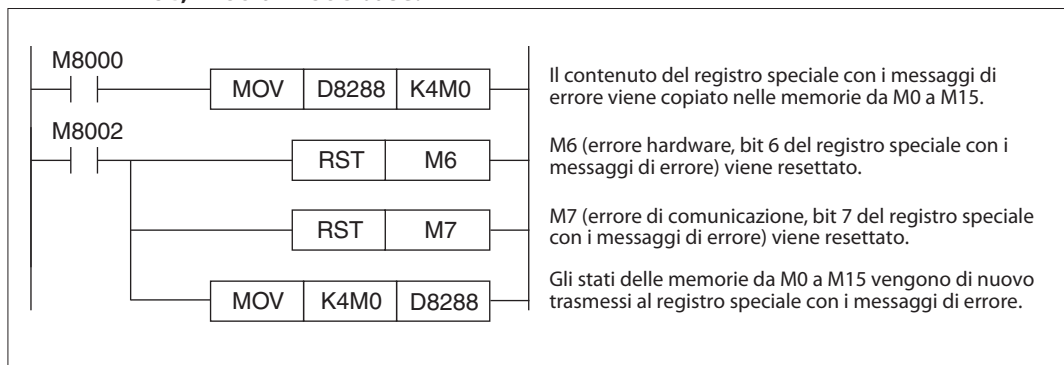 M8000
MOV D8288 K4M0
Il contenuto del registro speciale con i messaggi di
errore viene copiato nelle memorie da M0 a M15.
M8002
RST M6
M6 (errore hardware, bit 6 del registro speciale con i
messaggi di errore) viene resettato.
RST M7
M7 (errore di comunicazione, bit 7 del registro speciale
con i messaggi di errore) viene resettato.
MOV K4M0 D8288
Gli stati delle memorie da M0 a M15 vengono di nuovo
trasmessi al registro speciale con i messaggi di errore.